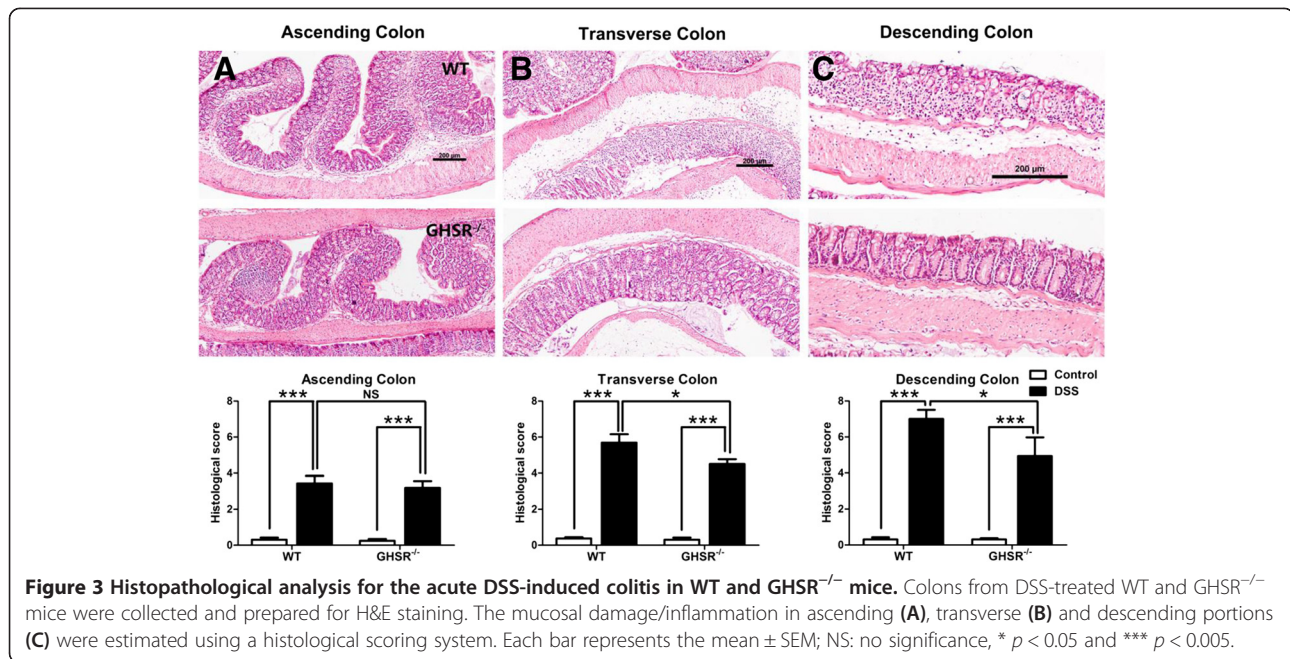 Ascending Colon Transverse Colon Descending Colon
A WT B C
200 µm 200 µm 200 µm
GHSR⁻/⁻
Ascending Colon
*** NS
***
Histological score
8
6
4
2
0
WT GHSR⁻/⁻
Transverse Colon
*** *
***
Histological score
8
6
4
2
0
WT GHSR⁻/⁻
Descending Colon
Control
DSS
*** *
***
Histological score
8
6
4
2
0
WT GHSR⁻/⁻
Figure 3 Histopathological analysis for the acute DSS-induced colitis in WT and GHSR⁻/⁻ mice. Colons from DSS-treated WT and GHSR⁻/⁻
mice were collected and prepared for H&E staining. The mucosal damage/inflammation in ascending (A), transverse (B) and descending portions
(C) were estimated using a histological scoring system. Each bar represents the mean ± SEM; NS: no significance, * p < 0.05 and *** p < 0.005.